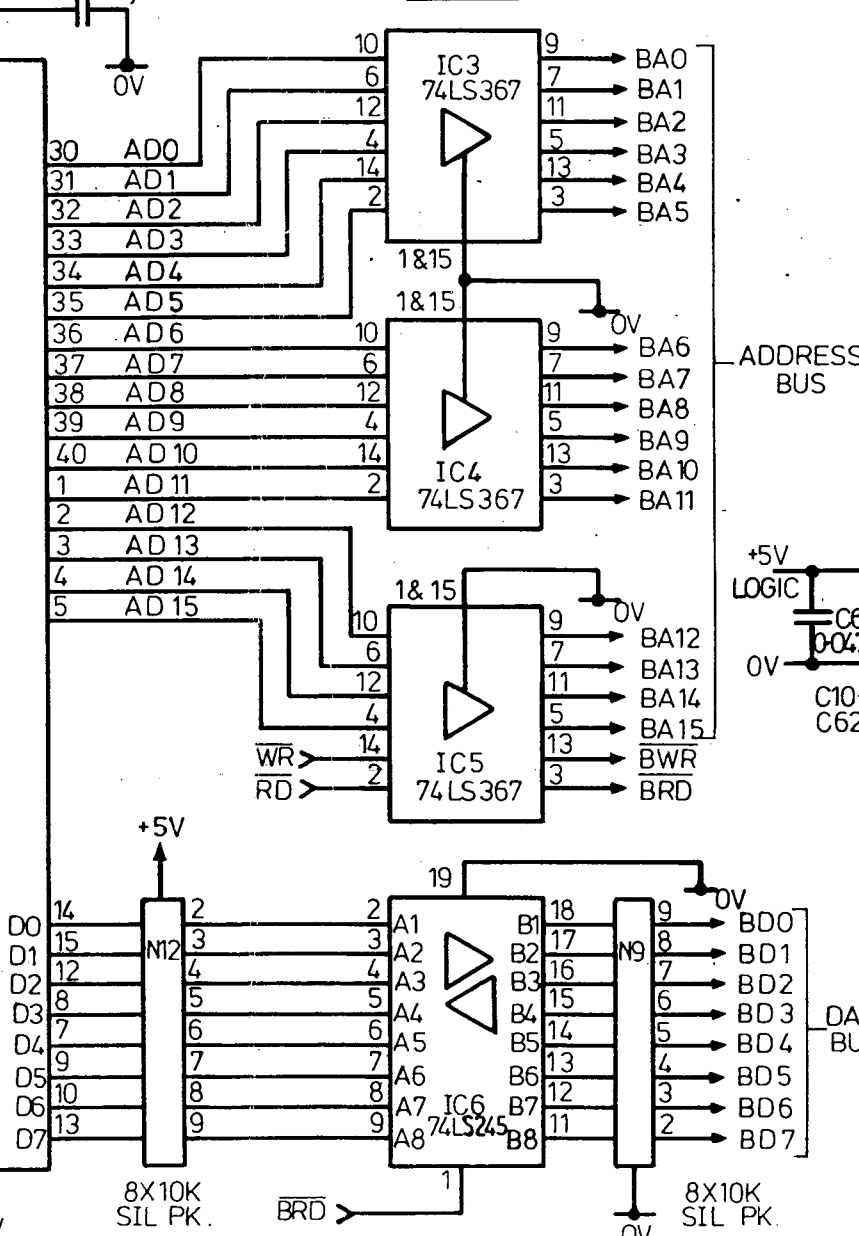 0V
10 IC3 9 BA0
6 74LS367 7 BA1
12 11 BA2
4 5 BA3
14 13 BA4
2 3 BA5
30 AD0
31 AD1
32 AD2
33 AD3
34 AD4
35 AD5
36 AD6
37 AD7
38 AD8
39 AD9
40 AD10
1 AD11
2 AD12
3 AD13
4 AD14
5 AD15
1&15
1&15
0V
10 9 BA6
6 7 BA7
12 11 BA8
4 5 BA9
14 IC4 13 BA10
2 74LS367 3 BA11
ADDRESS
BUS
+5V
LOGIC
C6
0·04
0V
C10
C62
1&15
0V
10 9 BA12
6 7 BA13
12 11 BA14
4 5 BA15
WR 14 IC5 13 BWR
RD 2 74LS367 3 BRD
+5V
19
0V
D0 14 2 2 A1 B1 18 9 BD0
D1 15 N12 3 3 A2 B2 17 N9 8 BD1
D2 12 4 4 A3 B3 16 7 BD2
D3 8 5 5 A4 B4 15 6 BD3
D4 7 6 6 A5 B5 14 5 BD4
D5 9 7 7 A6 B6 13 4 BD5
D6 10 8 8 A7 IC6 B7 12 3 BD6
D7 13 9 9 A8 74LS245 B8 11 2 BD7
DA
BU
1
8X10K
SIL PK.
BRD
0V
8X10K
SIL PK.